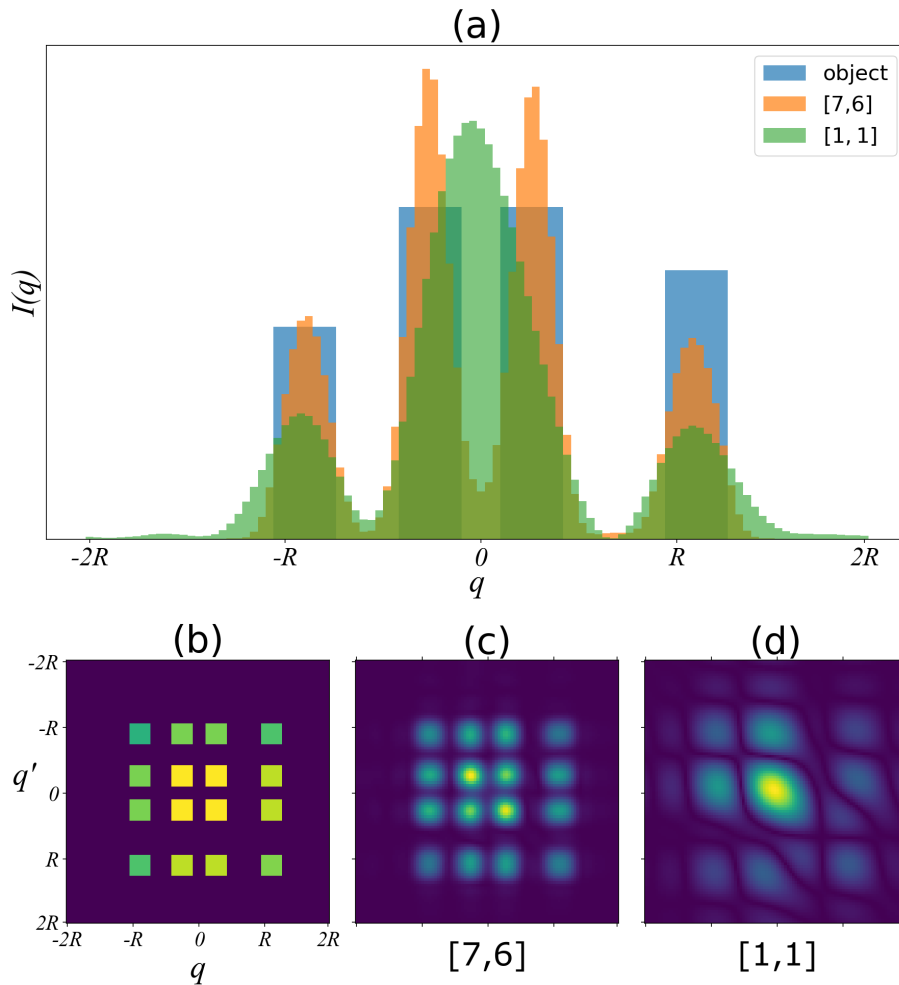 (a)
object
[7,6]
[1, 1]
I(q)
-2R -R 0 R 2R
q
(b) (c) (d)
-2R
-R
q′
0
R
2R
-2R -R 0 R 2R
q
[7,6]
[1,1]